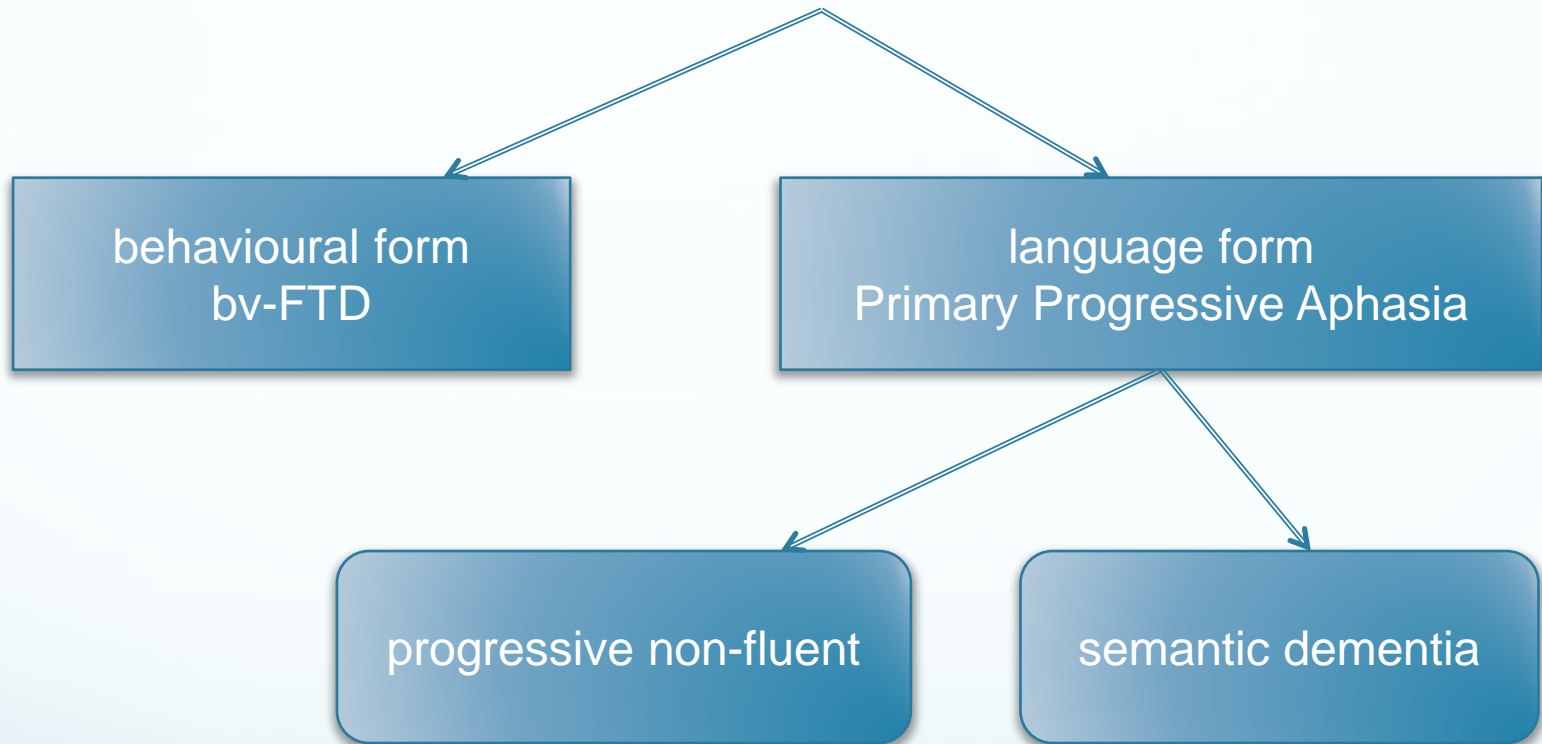 behavioural form
bv-FTD
language form
Primary Progressive Aphasia
progressive non-fluent
semantic dementia